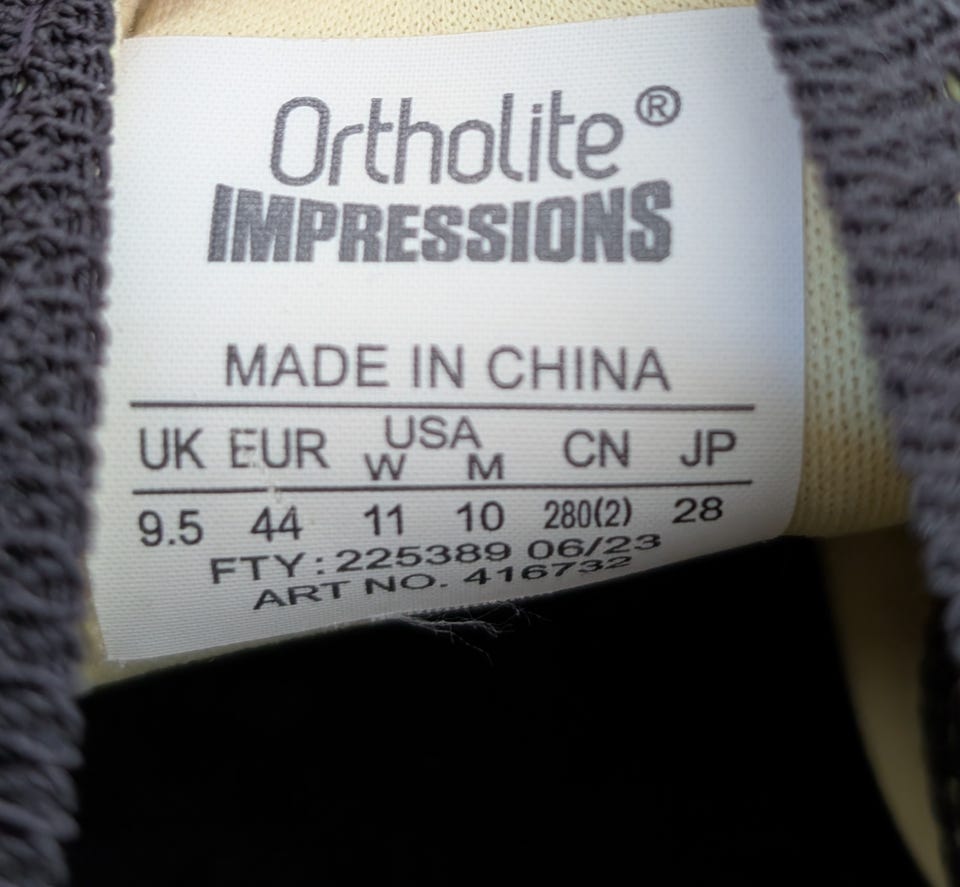 Ortholite®
IMPRESSIONS
MADE IN CHINA
UK EUR USA CN JP
W M
9.5 44 11 10 280(2) 28
FTY: 225389 06/23
ART NO. 416732